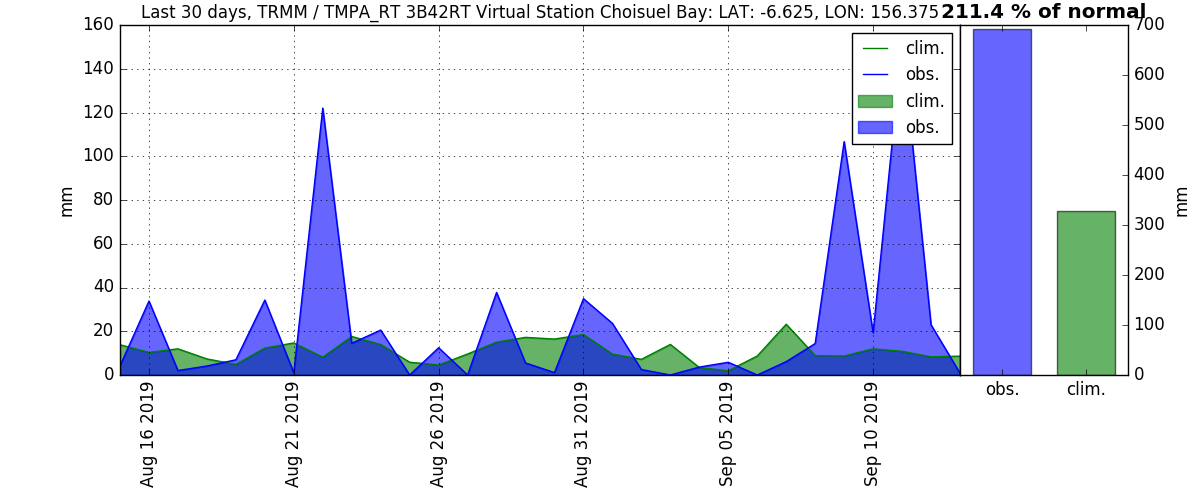 Last 30 days, TRMM / TMPA_RT 3B42RT Virtual Station Choisuel Bay: LAT: -6.625, LON: 156.375
211.4 % of normal
160
140
120
100
80
60
40
20
0
mm
clim.
obs.
clim.
obs.
700
600
500
400
300
200
100
0
mm
obs.
clim.
Aug 16 2019
Aug 21 2019
Aug 26 2019
Aug 31 2019
Sep 05 2019
Sep 10 2019